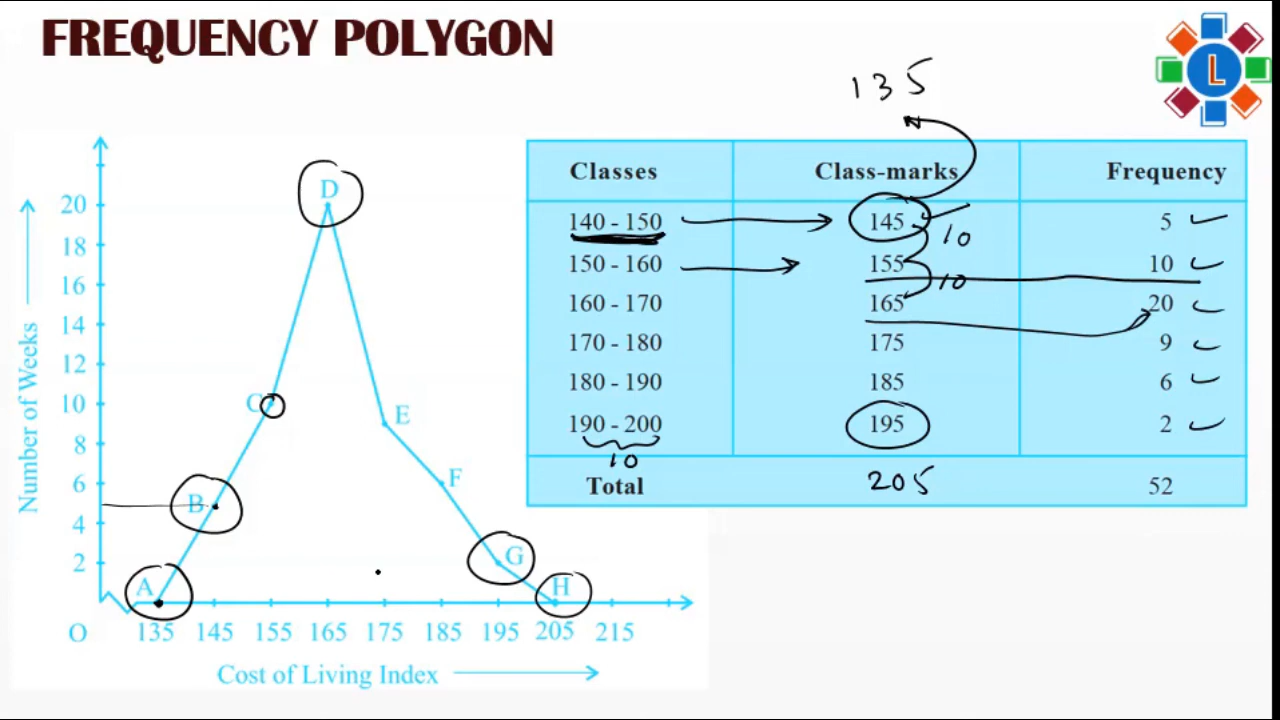 FREQUENCY POLYGON
L
135
Classes Class-marks Frequency
140 - 150 145 5
10
150 - 160 155 10
10
160 - 170 165 20
170 - 180 175 9
180 - 190 185 6
190 - 200 195 2
10
Total 205 52
Number of Weeks
20
18
16
14
12
10
8
6
4
2
A
B
C
D
E
F
G
H
O 135 145 155 165 175 185 195 205 215
Cost of Living Index